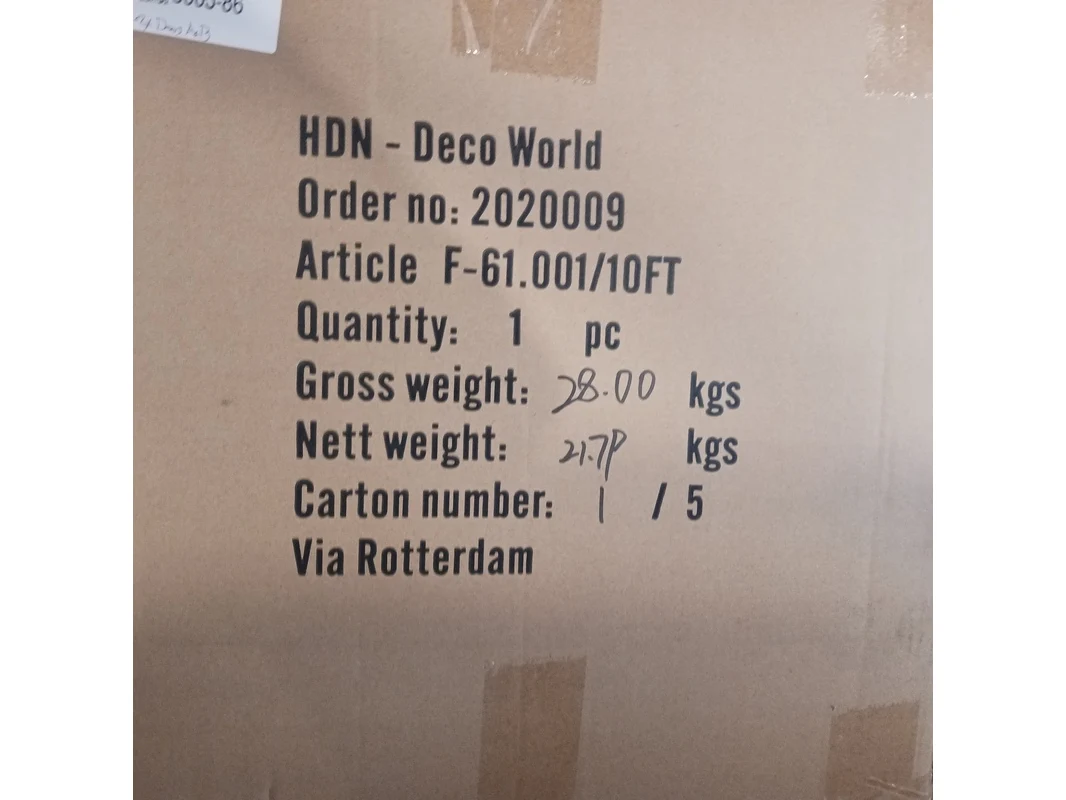 HDN - Deco World
Order no: 2020009
Article F-61.001/10FT
Quantity: 1 pc
Gross weight: 28.00 kgs
Nett weight: kgs
Carton number: 1 / 5
Via Rotterdam